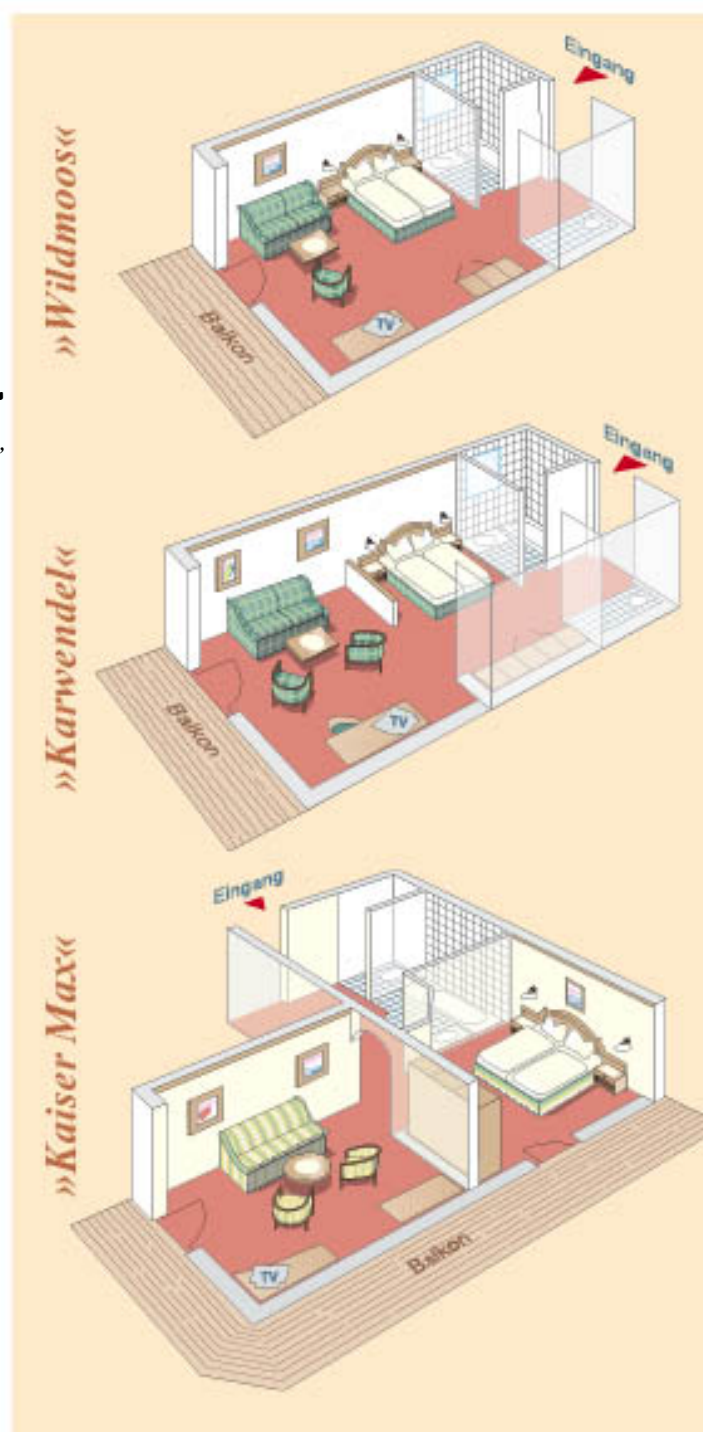 »Wildmoos«
Eingang
TV
Balkon
»Karwendel«
Eingang
TV
Balkon
»Kaiser Max«
Eingang
TV
Balkon